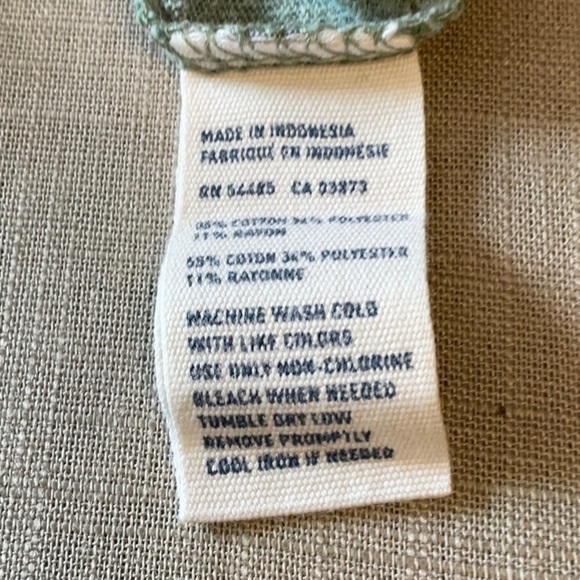 MADE IN INDONESIA
FABRIQUÉ EN INDONÉSIE
RN 54485 CA 03873
55% COTTON 34% POLYESTER
11% RAYON
55% COTON 34% POLYESTER
11% RAYONNE
MACHINE WASH COLD
WITH LIKE COLORS
USE ONLY NON-CHLORINE
BLEACH WHEN NEEDED
TUMBLE DRY LOW
REMOVE PROMPTLY
COOL IRON IF NEEDED